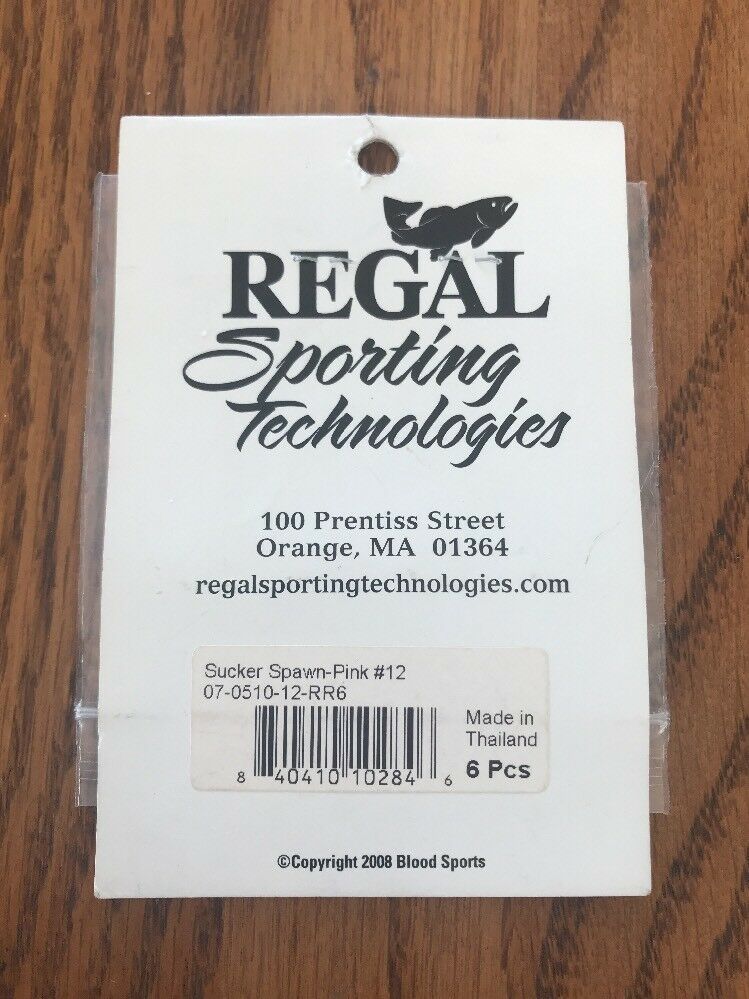 REGAL
Sporting
Technologies
100 Prentiss Street
Orange, MA 01364
regalsportingtechnologies.com
Sucker Spawn-Pink #12
07-0510-12-RR6
Made in
Thailand
6 Pcs
8 40410 10284 6
©Copyright 2008 Blood Sports